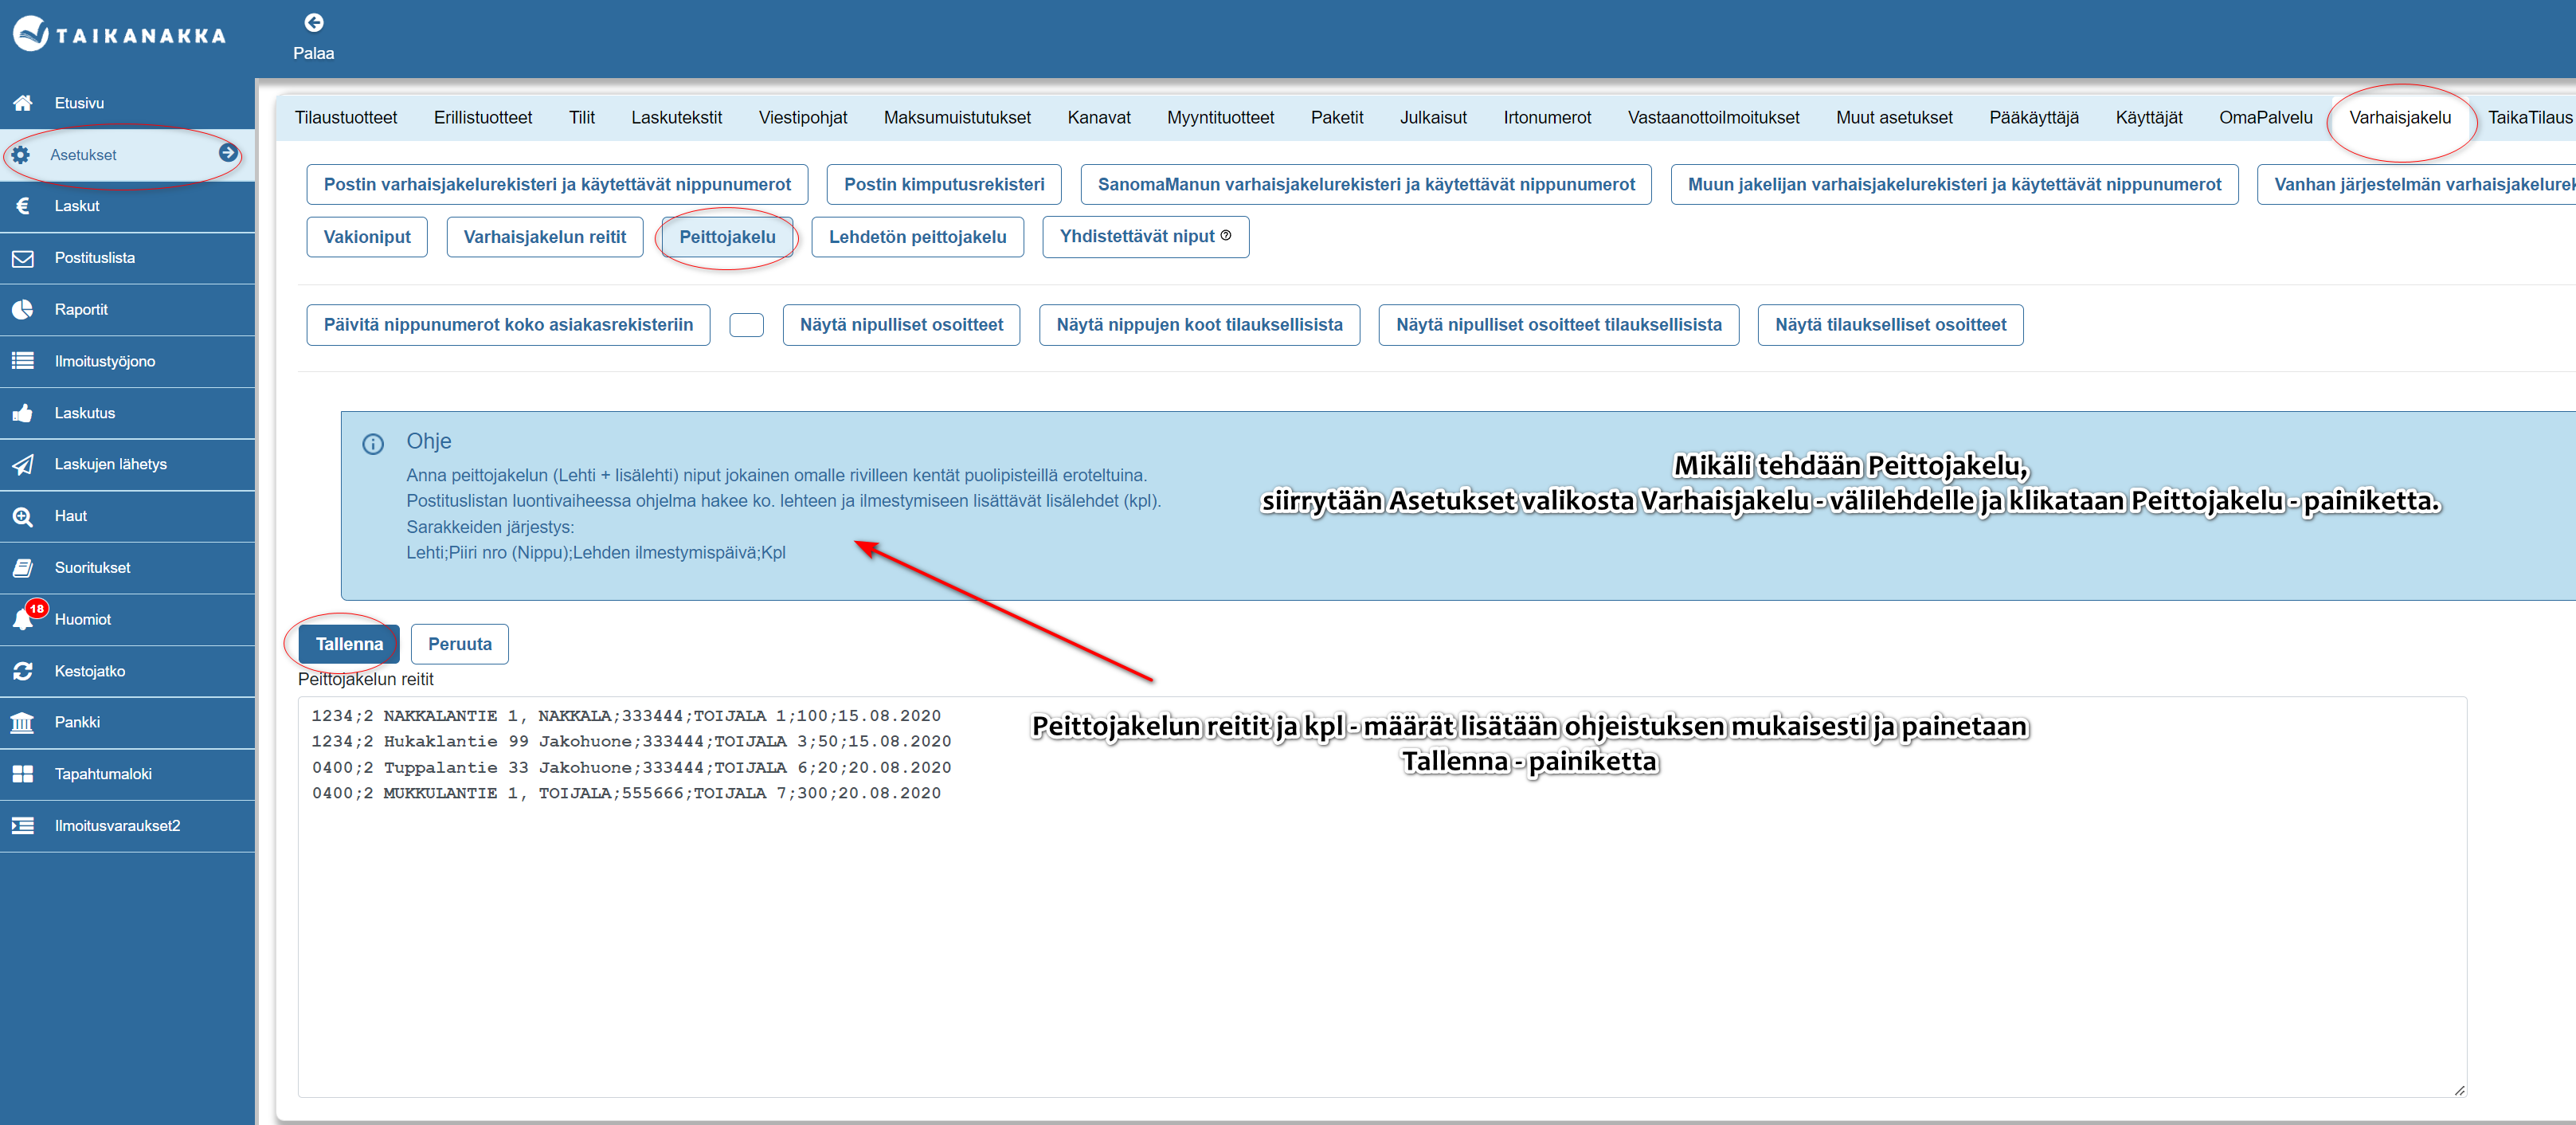 TAIKANAKKA
Palaa
Etusivu
Asetukset
Laskut
Postituslista
Raportit
Ilmoitustyöjono
Laskutus
Laskujen lähetys
Haut
Suoritukset
18
Huomiot
Kestojatko
Pankki
Tapahtumaloki
Ilmoitusvaraukset2
Tilaustuotteet Erillistuotteet Tilit Laskutekstit Viestipohjat Maksumuistutukset Kanavat Myyntituotteet Paketit Julkaisut Irtonumerot Vastaanottoilmoitukset Muut asetukset Pääkäyttäjä Käyttäjät OmaPalvelu Varhaisjakelu TaikaTilaus
Postin varhaisjakelurekisteri ja käytettävät nippunumerot Postin kimputusrekisteri SanomaManun varhaisjakelurekisteri ja käytettävät nippunumerot Muun jakelijan varhaisjakelurekisteri ja käytettävät nippunumerot Vanhan järjestelmän varhaisjakelurek
Vakioniput Varhaisjakelun reitit Peittojakelu Lehdetön peittojakelu Yhdistettävät niput
Päivitä nippunumerot koko asiakasrekisteriin Näytä nipulliset osoitteet Näytä nippujen koot tilauksellisista Näytä nipulliset osoitteet tilauksellisista Näytä tilaukselliset osoitteet
Ohje
Anna peittojakelun (Lehti + lisälehti) niput jokainen omalle rivilleen kentät puolipisteillä eroteltuina.
Postituslistan luontivaiheessa ohjelma hakee ko. lehteen ja ilmestymiseen lisättävät lisälehdet (kpl).
Sarakkeiden järjestys:
Lehti;Piiri nro (Nippu);Lehden ilmestymispäivä;Kpl
Mikäli tehdään Peittojakelu,
siirrytään Asetukset valikosta Varhaisjakelu - välilehdelle ja klikataan Peittojakelu - painiketta.
Tallenna Peruuta
Peittojakelun reitit
1234;2 NAKKALANTIE 1, NAKKALA;333444;TOIJALA 1;100;15.08.2020
1234;2 Hukaklantie 99 Jakohuone;333444;TOIJALA 3;50;15.08.2020
0400;2 Tuppalantie 33 Jakohuone;333444;TOIJALA 6;20;20.08.2020
0400;2 MUKKULANTIE 1, TOIJALA;555666;TOIJALA 7;300;20.08.2020
Peittojakelun reitit ja kpl - määrät lisätään ohjeistuksen mukaisesti ja painetaan
Tallenna - painiketta